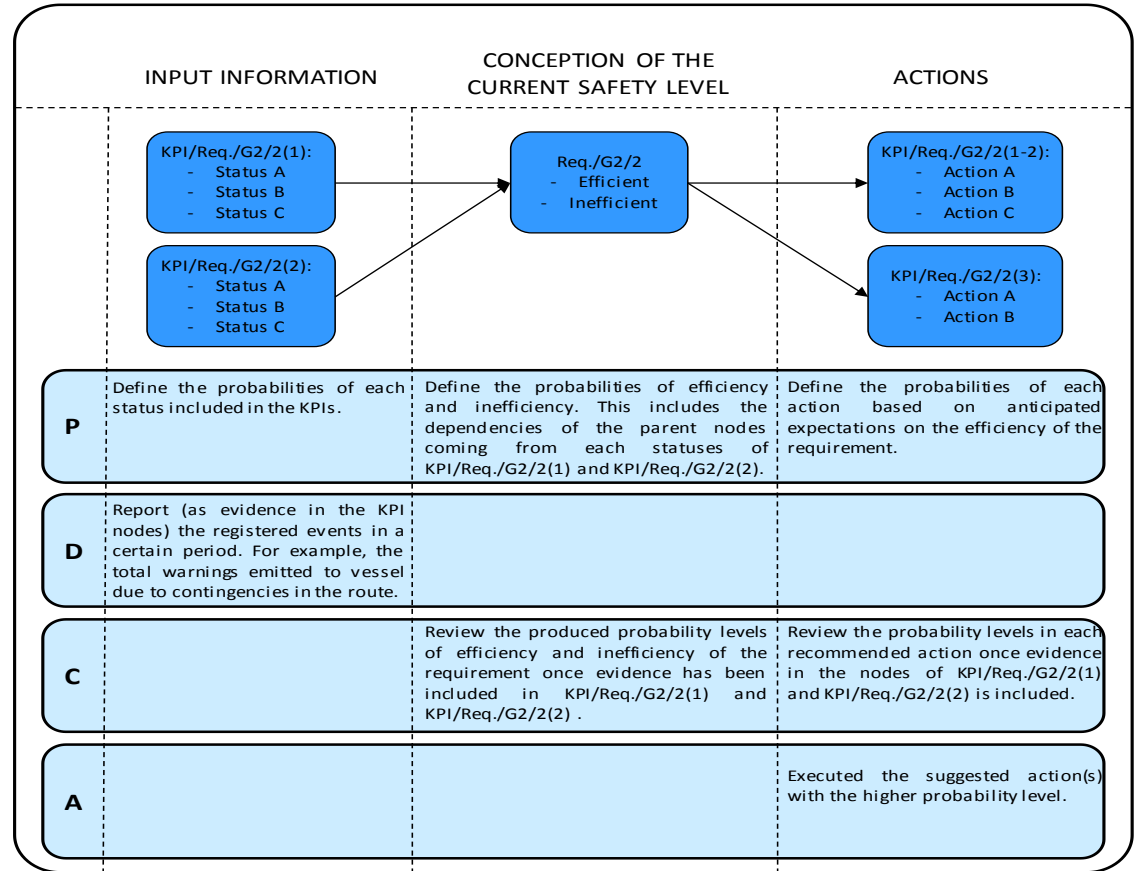 INPUT INFORMATION
CONCEPTION OF THE
CURRENT SAFETY LEVEL
ACTIONS
KPI/Req./G2/2(1):
- Status A
- Status B
- Status C
KPI/Req./G2/2(2):
- Status A
- Status B
- Status C
Req./G2/2
- Efficient
- Inefficient
KPI/Req./G2/2(1-2):
- Action A
- Action B
- Action C
KPI/Req./G2/2(3):
- Action A
- Action B
P
Define the probabilities of each
status included in the KPIs.
Define the probabilities of efficiency
and inefficiency. This includes the
dependencies of the parent nodes
coming from each statuses of
KPI/Req./G2/2(1) and KPI/Req./G2/2(2).
Define the probabilities of each
action based on anticipated
expectations on the efficiency of the
requirement.
D
Report (as evidence in the KPI
nodes) the registered events in a
certain period. For example, the
total warnings emitted to vessel
due to contingencies in the route.
C
Review the produced probability levels
of efficiency and inefficiency of the
requirement once evidence has been
included in KPI/Req./G2/2(1) and
KPI/Req./G2/2(2) .
Review the probability levels in each
recommended action once evidence
in the nodes of KPI/Req./G2/2(1)
and KPI/Req./G2/2(2) is included.
A
Executed the suggested action(s)
with the higher probability level.